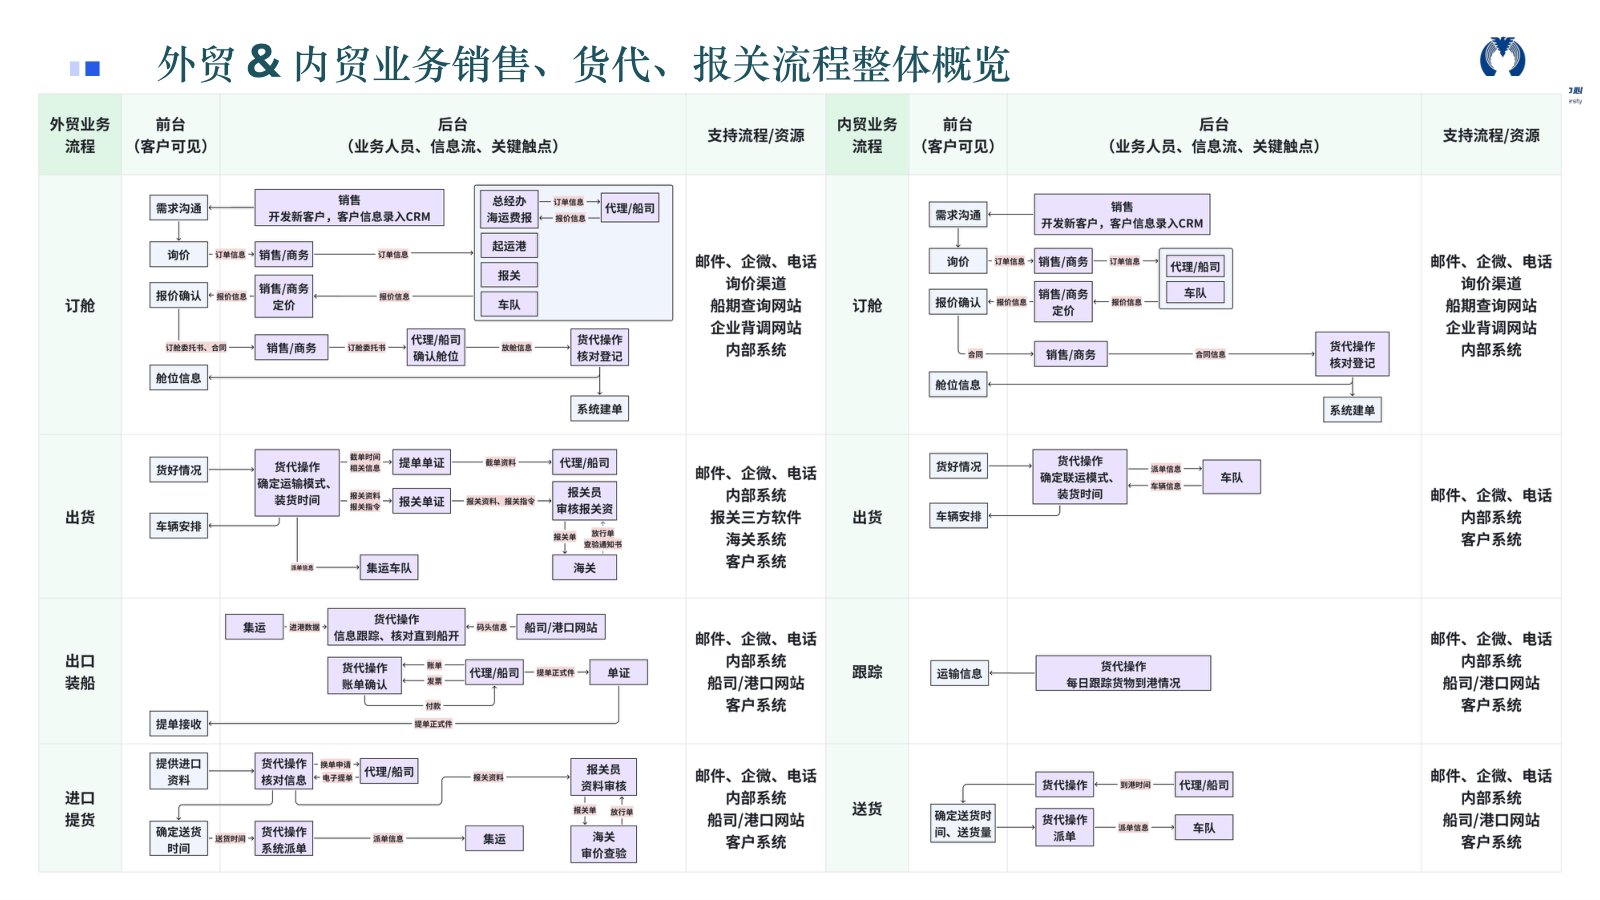 外贸 & 内贸业务销售、货代、报关流程整体概览
外贸业务
流程
前台
（客户可见）
后台
（业务人员、信息流、关键触点）
支持流程/资源
内贸业务
流程
前台
（客户可见）
后台
（业务人员、信息流、关键触点）
支持流程/资源
订舱
需求沟通
销售
开发新客户，客户信息录入CRM
询价
订单信息
销售/商务
订单信息
总经办
海运费报
订单信息
报价信息
代理/船司
起运港
报关
车队
报价确认
报价信息
销售/商务
定价
报价信息
订舱委托书、合同
销售/商务
订舱委托书
代理/船司
确认舱位
放舱信息
货代操作
核对登记
舱位信息
系统建单
邮件、企微、电话
询价渠道
船期查询网站
企业背调网站
内部系统
订舱
需求沟通
销售
开发新客户，客户信息录入CRM
询价
订单信息
销售/商务
订单信息
代理/船司
车队
报价确认
报价信息
销售/商务
定价
报价信息
合同
销售/商务
合同信息
货代操作
核对登记
舱位信息
系统建单
邮件、企微、电话
询价渠道
船期查询网站
企业背调网站
内部系统
出货
货好情况
货代操作
确定运输模式、
装货时间
截单时间
相关信息
提单单证
截单资料
代理/船司
报关资料
报关指令
报关单证
报关资料、报关指令
报关员
审核报关资
车辆安排
报关单
放行单
查验通知书
派单信息
集运车队
海关
邮件、企微、电话
内部系统
报关三方软件
海关系统
客户系统
出货
货好情况
货代操作
确定联运模式、
装货时间
派单信息
车辆信息
车队
车辆安排
邮件、企微、电话
内部系统
客户系统
出口
装船
集运
进港数据
货代操作
信息跟踪、核对直到船开
码头信息
船司/港口网站
货代操作
账单确认
账单
发票
代理/船司
提单正式件
单证
付款
提单接收
提单正式件
邮件、企微、电话
内部系统
船司/港口网站
客户系统
跟踪
运输信息
货代操作
每日跟踪货物到港情况
邮件、企微、电话
内部系统
船司/港口网站
客户系统
进口
提货
提供进口
资料
货代操作
核对信息
换单申请
电子提单
代理/船司
报关资料
报关员
资料审核
报关单
放行单
确定送货
时间
送货时间
货代操作
系统派单
派单信息
集运
海关
审价查验
邮件、企微、电话
内部系统
船司/港口网站
客户系统
送货
货代操作
到港时间
代理/船司
确定送货时
间、送货量
货代操作
派单
派单信息
车队
邮件、企微、电话
内部系统
船司/港口网站
客户系统